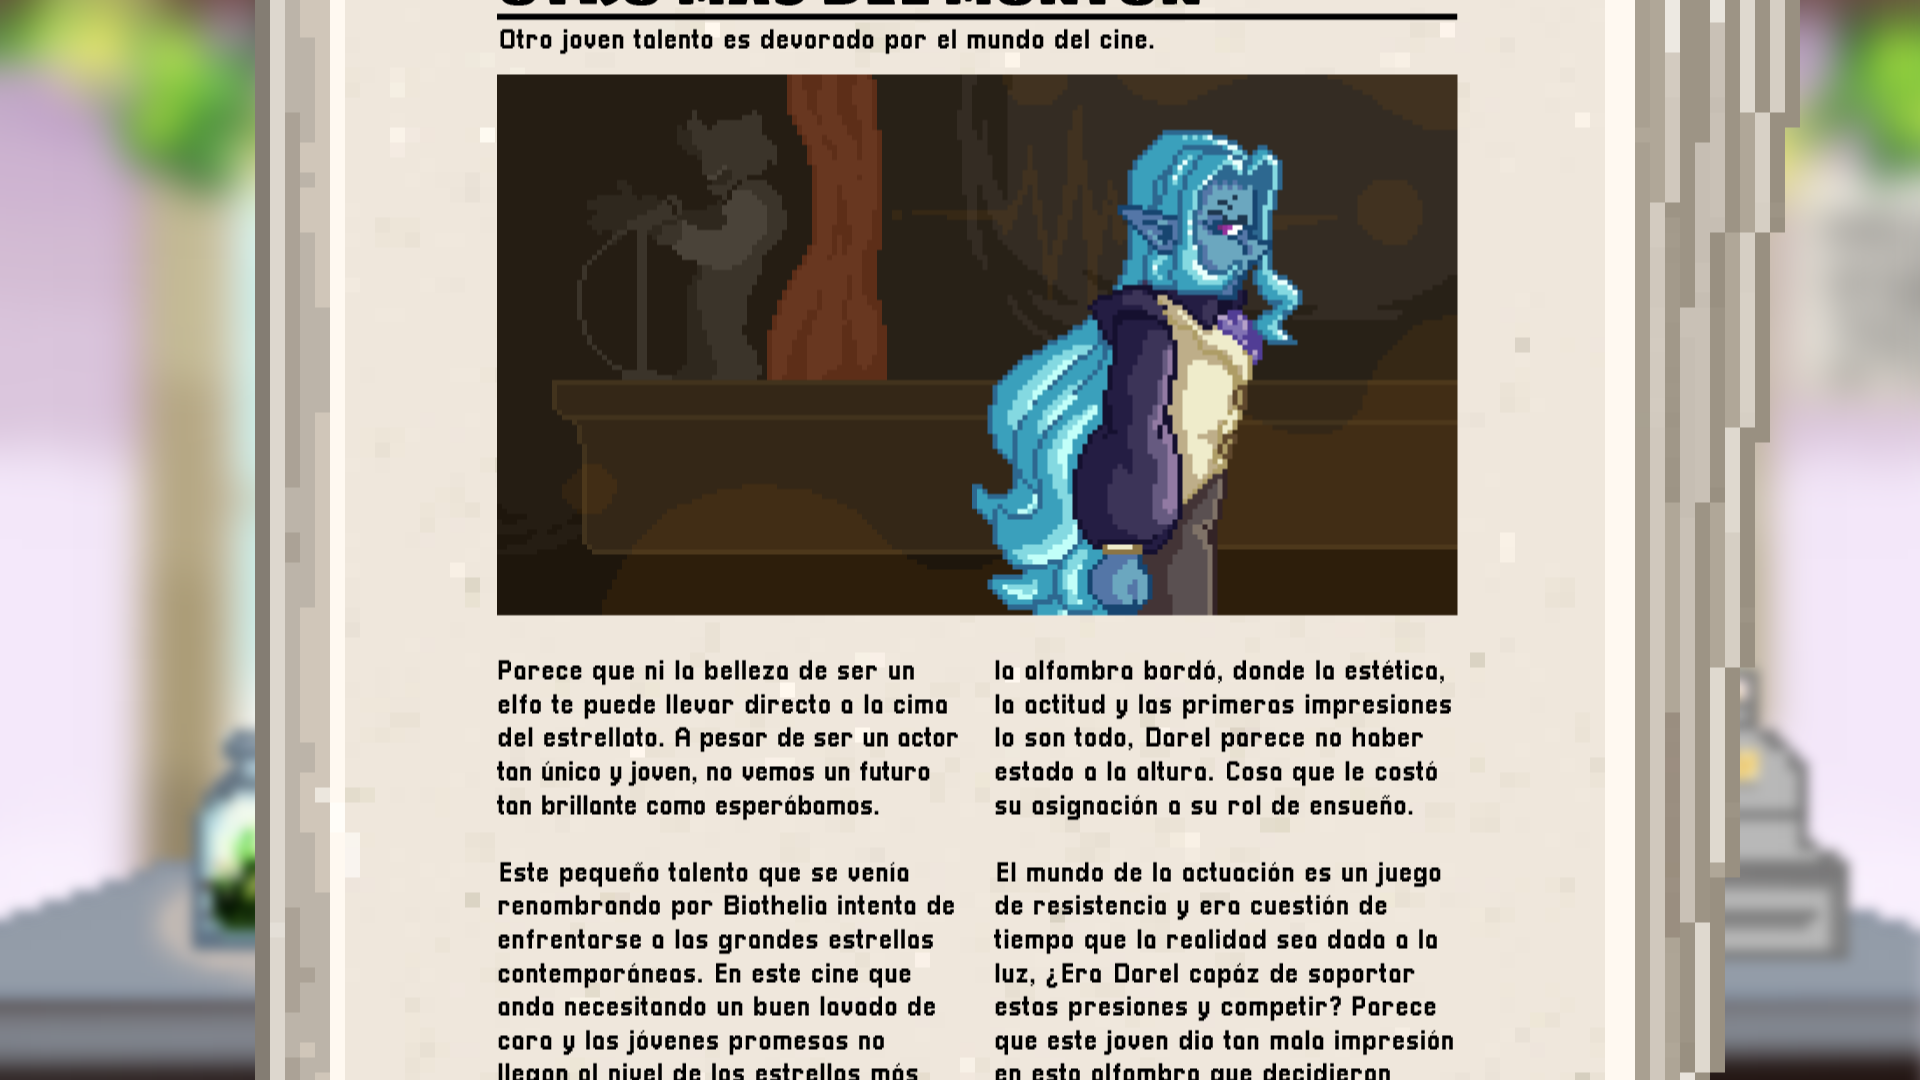 OTRO MÁS DEL MONTÓN
Otro joven talento es devorado por el mundo del cine.
Parece que ni la belleza de ser un
elfo te puede llevar directo a la cima
del estrellato. A pesar de ser un actor
tan único y joven, no vemos un futuro
tan brillante como esperábamos.
Este pequeño talento que se venía
renombrando por Biothelia intenta de
enfrentarse a las grandes estrellas
contemporáneas. En este cine que
anda necesitando un buen lavado de
cara y las jóvenes promesas no
llegan al nivel de las estrellas más
la alfombra bordó, donde la estética,
la actitud y las primeras impresiones
lo son todo, Darel parece no haber
estado a la altura. Cosa que le costó
su asignación a su rol de ensueño.
El mundo de la actuación es un juego
de resistencia y era cuestión de
tiempo que la realidad sea dada a la
luz, ¿Era Darel capáz de soportar
estas presiones y competir? Parece
que este joven dio tan mala impresión
en esta alfombra que decidieron